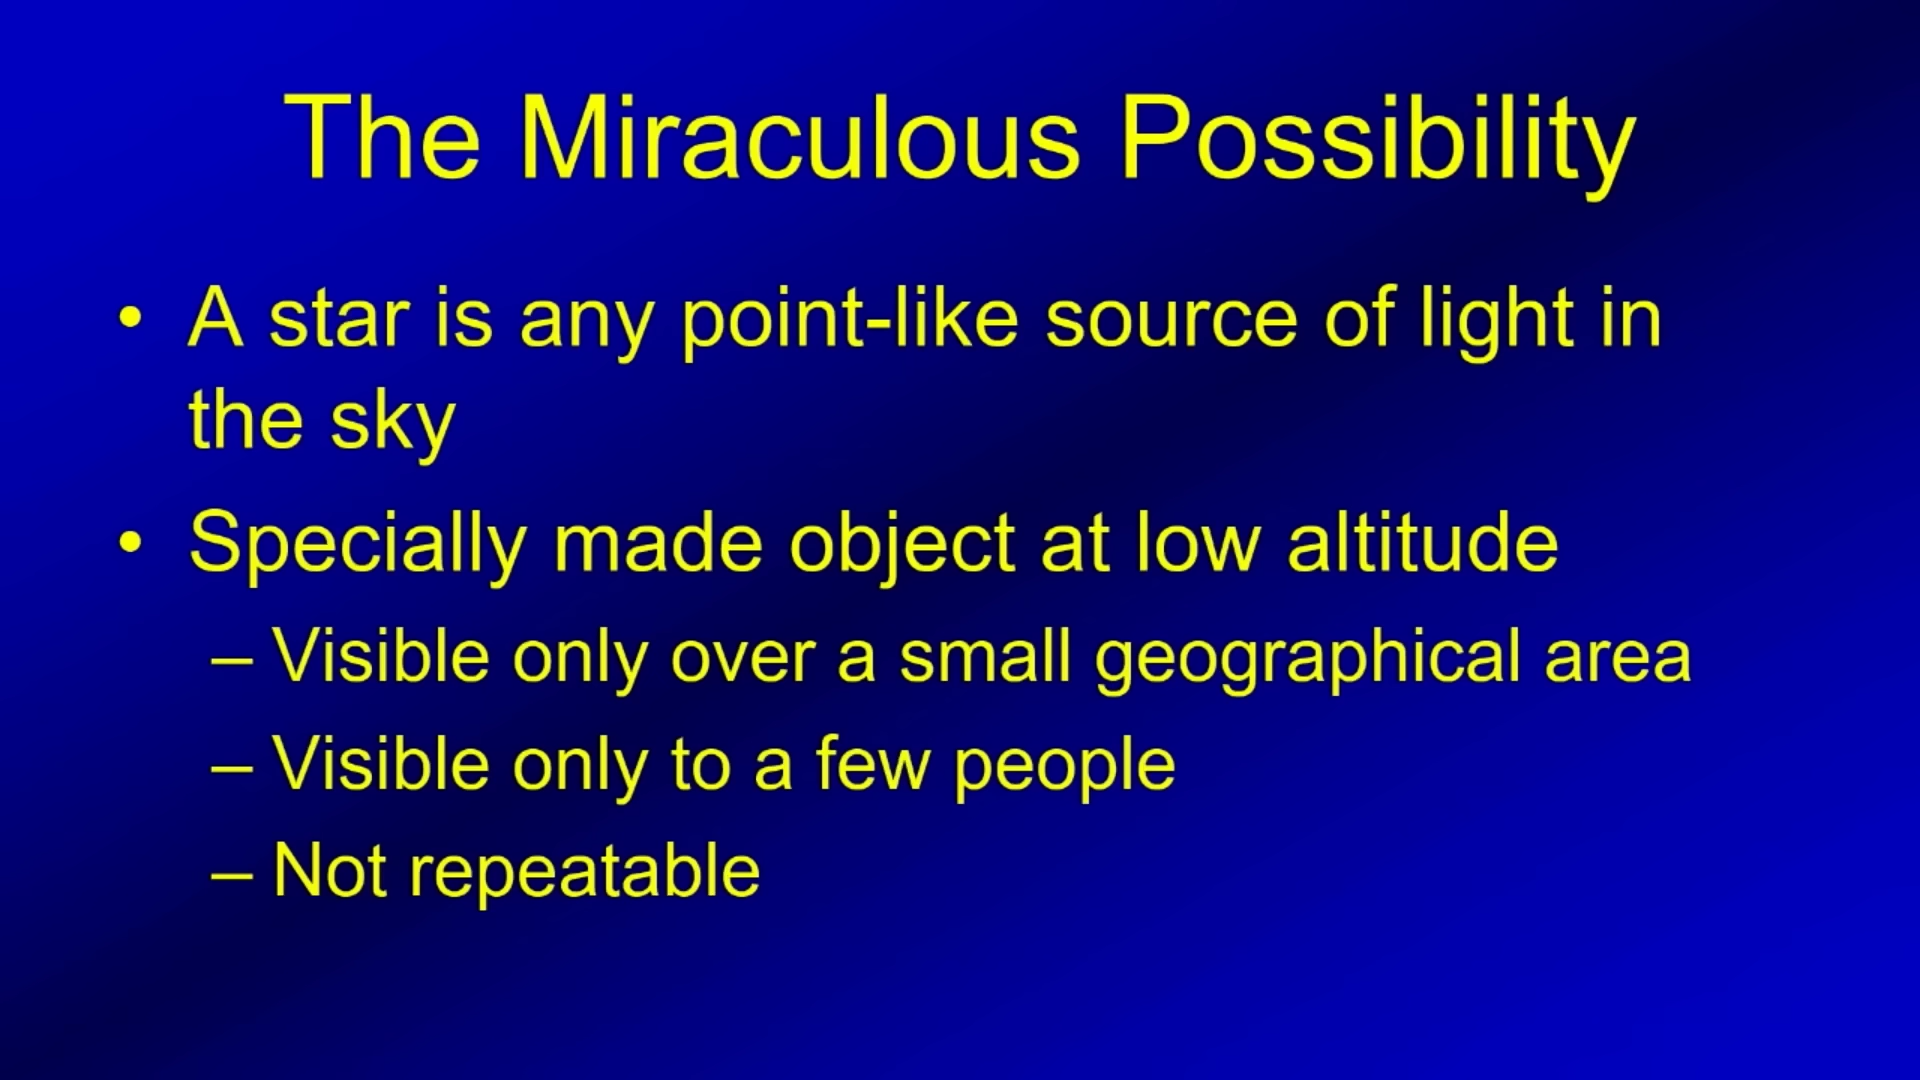 The Miraculous Possibility
• A star is any point-like source of light in
the sky
• Specially made object at low altitude
– Visible only over a small geographical area
– Visible only to a few people
– Not repeatable